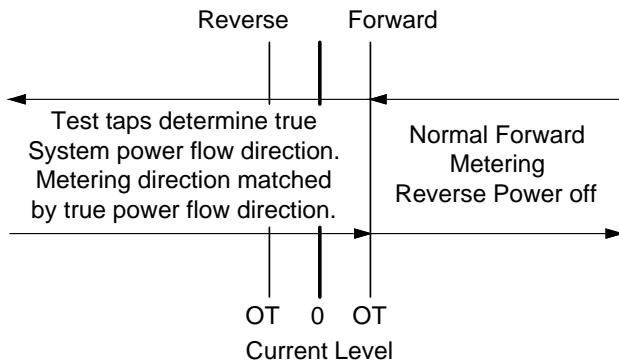 Reverse Forward
Test taps determine true
System power flow direction.
Metering direction matched
by true power flow direction.
Normal Forward
Metering
Reverse Power off
OT 0 OT
Current Level